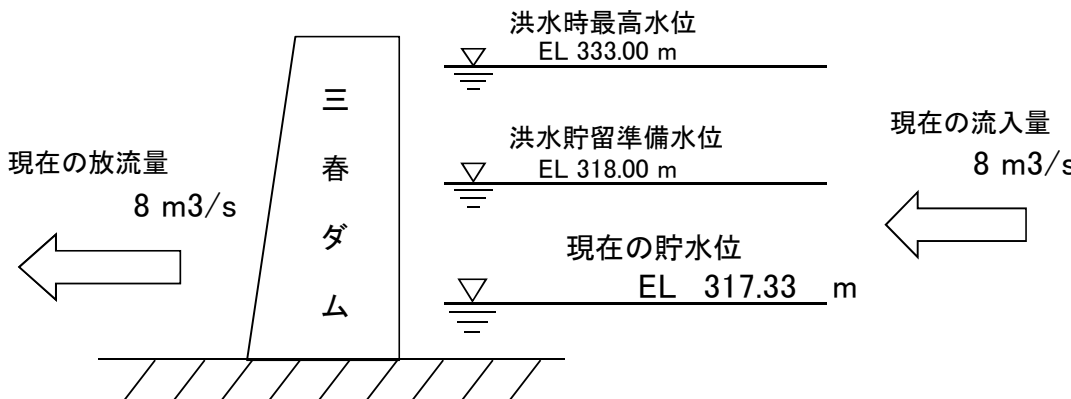 洪水時最高水位
EL 333.00 m
三春ダム
洪水貯留準備水位
EL 318.00 m
現在の流入量
8 m3/s
現在の放流量
8 m3/s
現在の貯水位
EL 317.33 m